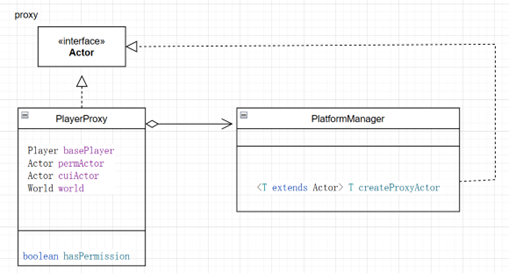 proxy
«interface»
Actor
PlayerProxy
Player basePlayer
Actor permActor
Actor cuiActor
World world
boolean hasPermission
PlatformManager
<T extends Actor> T createProxyActor